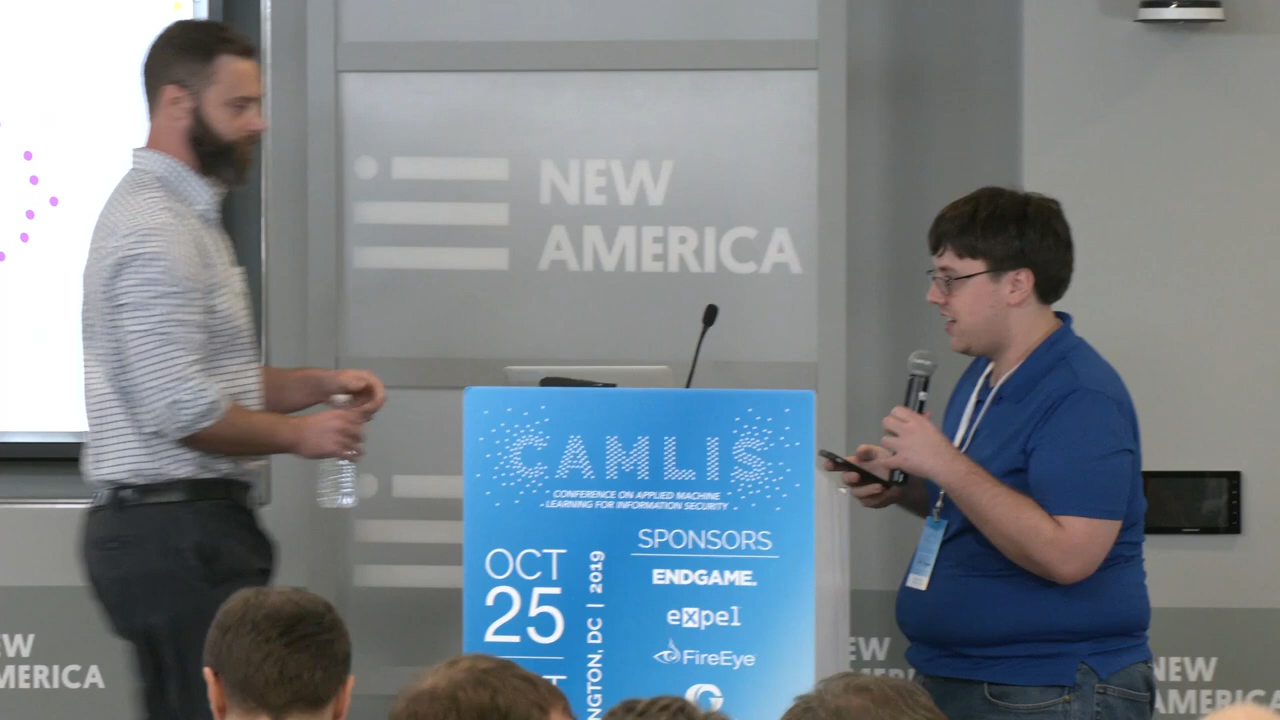 NEW
AMERICA
CAMLIS
CONFERENCE ON APPLIED MACHINE
LEARNING FOR INFORMATION SECURITY
OCT
25
2019
SPONSORS
ENDGAME.
expel
FireEye
AMERICA
NEW
AMERICA